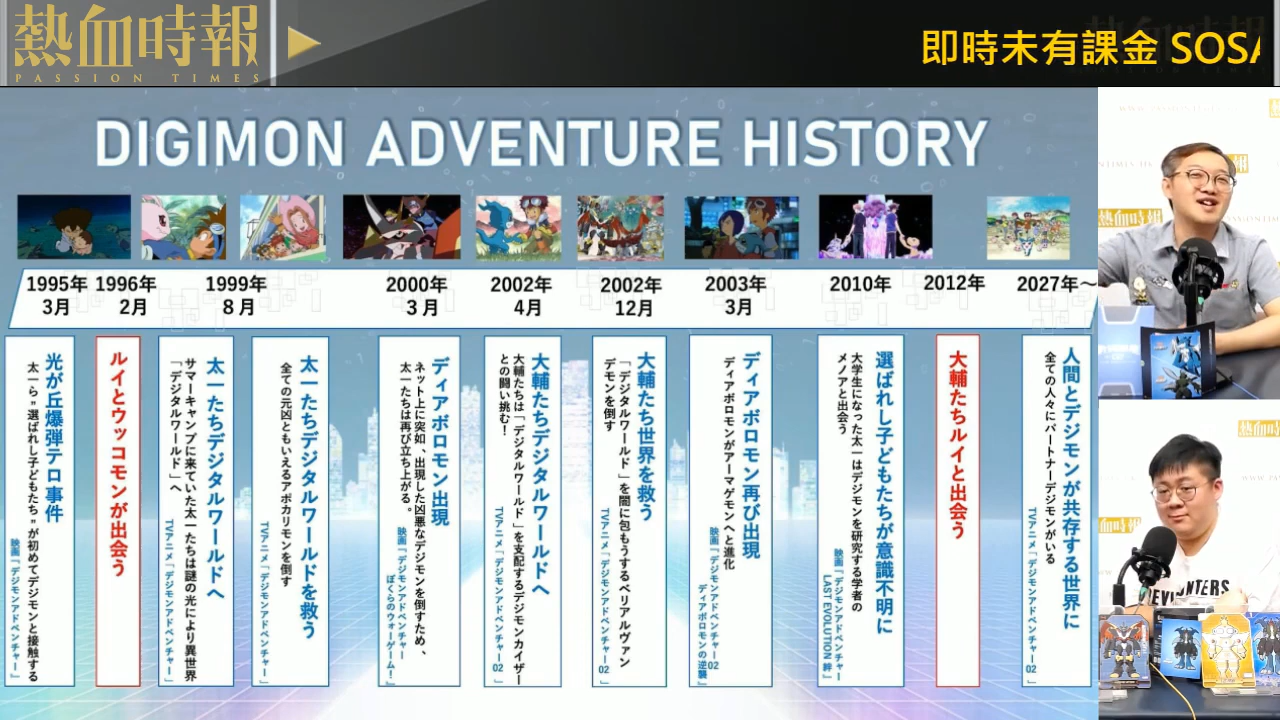 熱血時報
PASSION TIMES
即時未有課金 SOSA
DIGIMON ADVENTURE HISTORY
1995年
3月
1996年
2月
1999年
8月
2000年
3月
2002年
4月
2002年
12月
2003年
3月
2010年
2012年
2027年～
光が丘爆弾テロ事件
太一ら"選ばれし子どもたち"が初めてデジモンと接触する
映画「デジモンアドベンチャー」
ルイとウッコモンが出会う
太一たちデジタルワールドへ
サマーキャンプに来ていた太一たちは謎の光により異世界
「デジタルワールド」へ
TVアニメ「デジモンアドベンチャー」
太一たちデジタルワールドを救う
全ての元凶ともいえるアポカリモンを倒す
TVアニメ「デジモンアドベンチャー」
ディアボロモン出現
ネット上に突如、出現した凶悪なデジモンを倒すため、
太一たちは再び立ち上がる。
映画「デジモンアドベンチャー
ぼくらのウォーゲーム！」
大輔たちデジタルワールドへ
大輔たちは「デジタルワールド」を支配するデジモンカイザー
との闘い挑む！
TVアニメ「デジモンアドベンチャー02」
大輔たち世界を救う
「デジタルワールド」を闇に包もうするベリアルヴァン
デモンを倒す
TVアニメ「デジモンアドベンチャー02」
ディアボロモン再び出現
ディアボロモンがアーマゲモンへと進化
映画「デジモンアドベンチャー02
ディアボロモンの逆襲」
選ばれし子どもたちが意識不明に
大学生になった太一はデジモンを研究する学者の
メノアと出会う
映画「デジモンアドベンチャー
LAST EVOLUTION 絆」
大輔たちルイと出会う
人間とデジモンが共存する世界に
全ての人々にパートナーデジモンがいる
TVアニメ「デジモンアドベンチャー02」
熱血時報